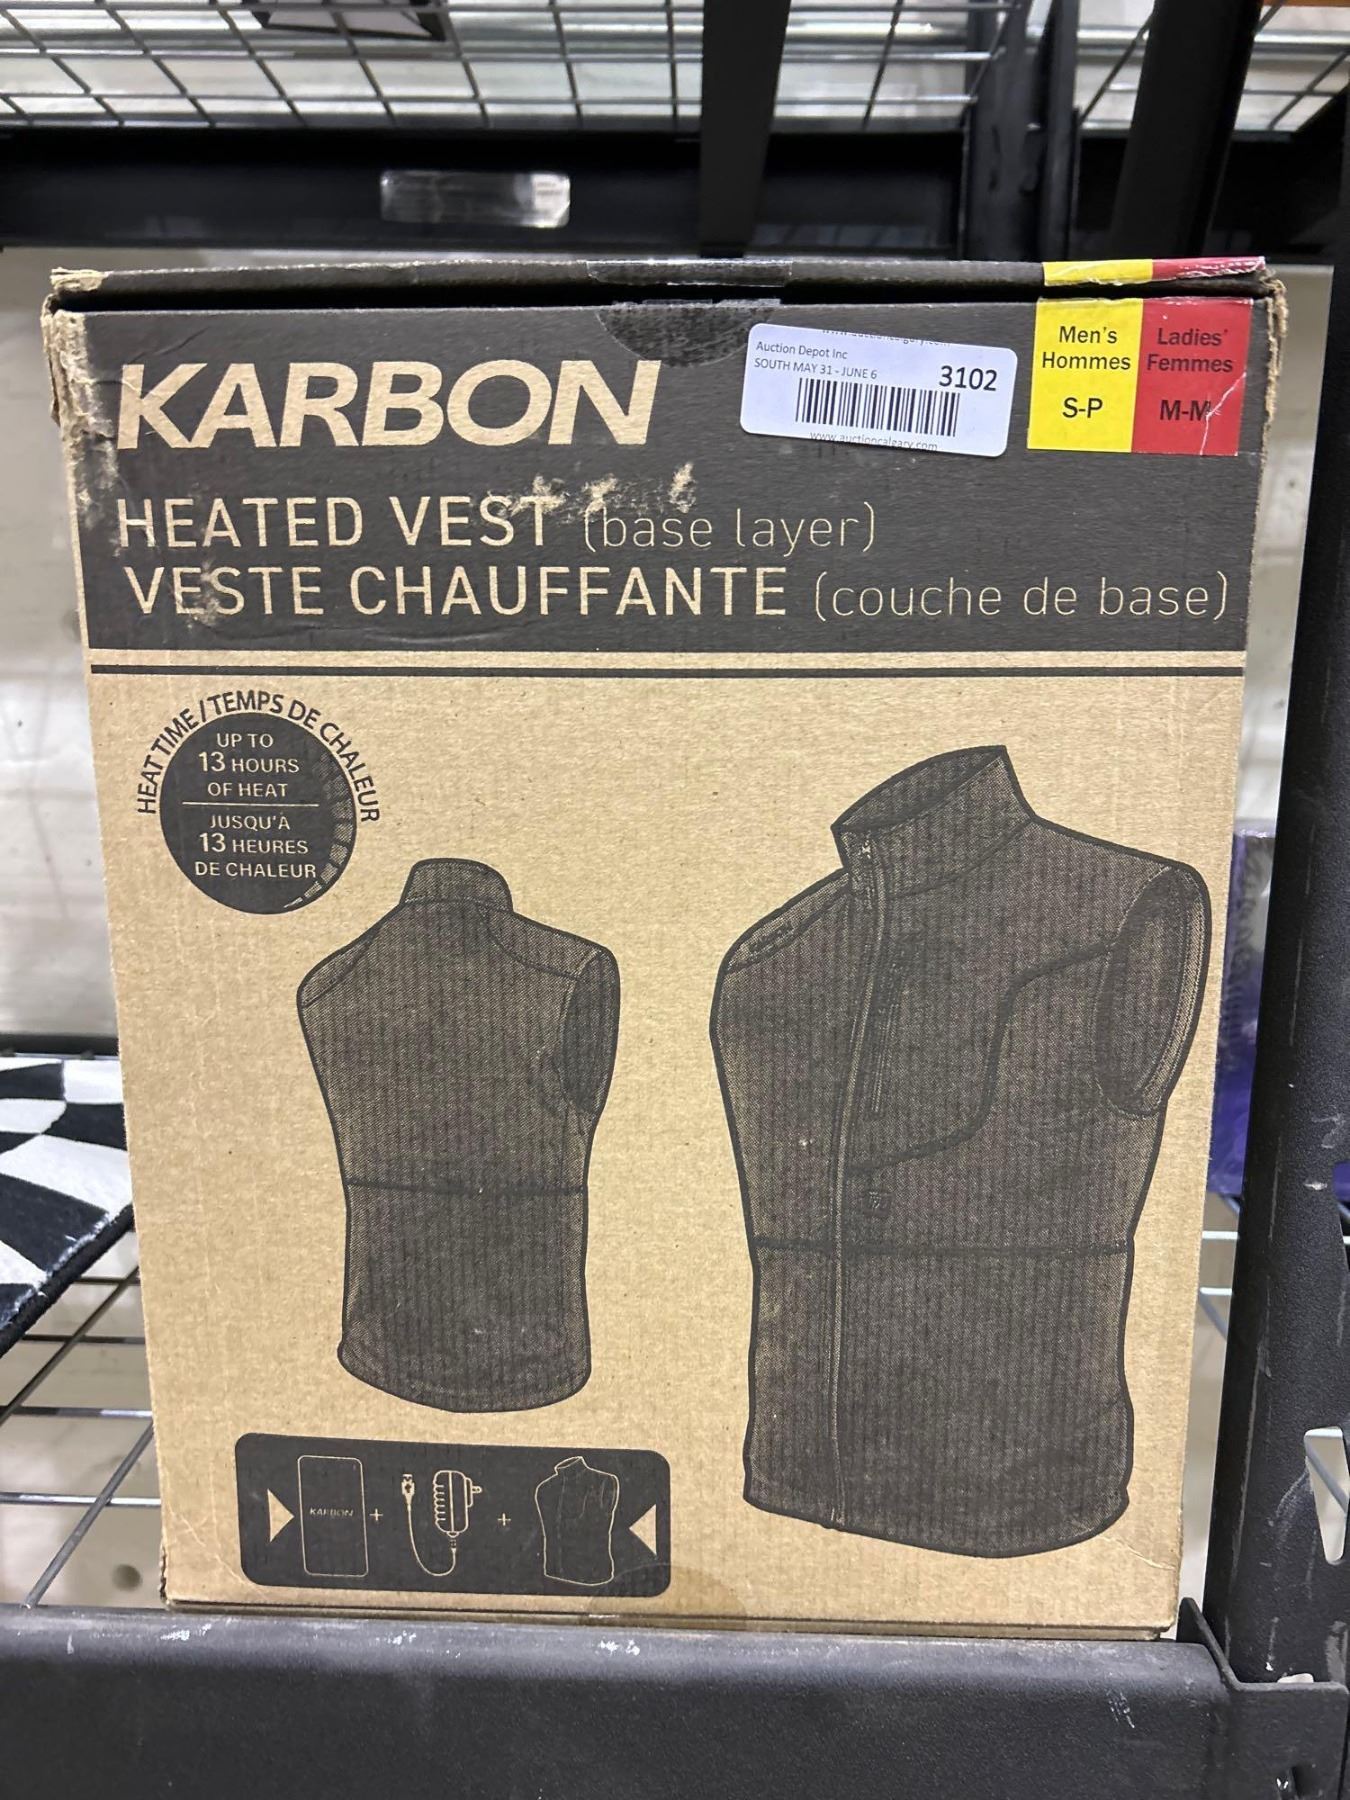 KARBON
HEATED VEST (base layer)
VESTE CHAUFFANTE (couche de base)
Auction Depot Inc
SOUTH MAY 31 - JUNE 6
3102
www.auctioncalgary.com
Men's
Hommes
S-P
Ladies'
Femmes
M-M
HEAT TIME / TEMPS DE CHALEUR
UP TO
13 HOURS
OF HEAT
JUSQU'À
13 HEURES
DE CHALEUR
KARBON
+
+